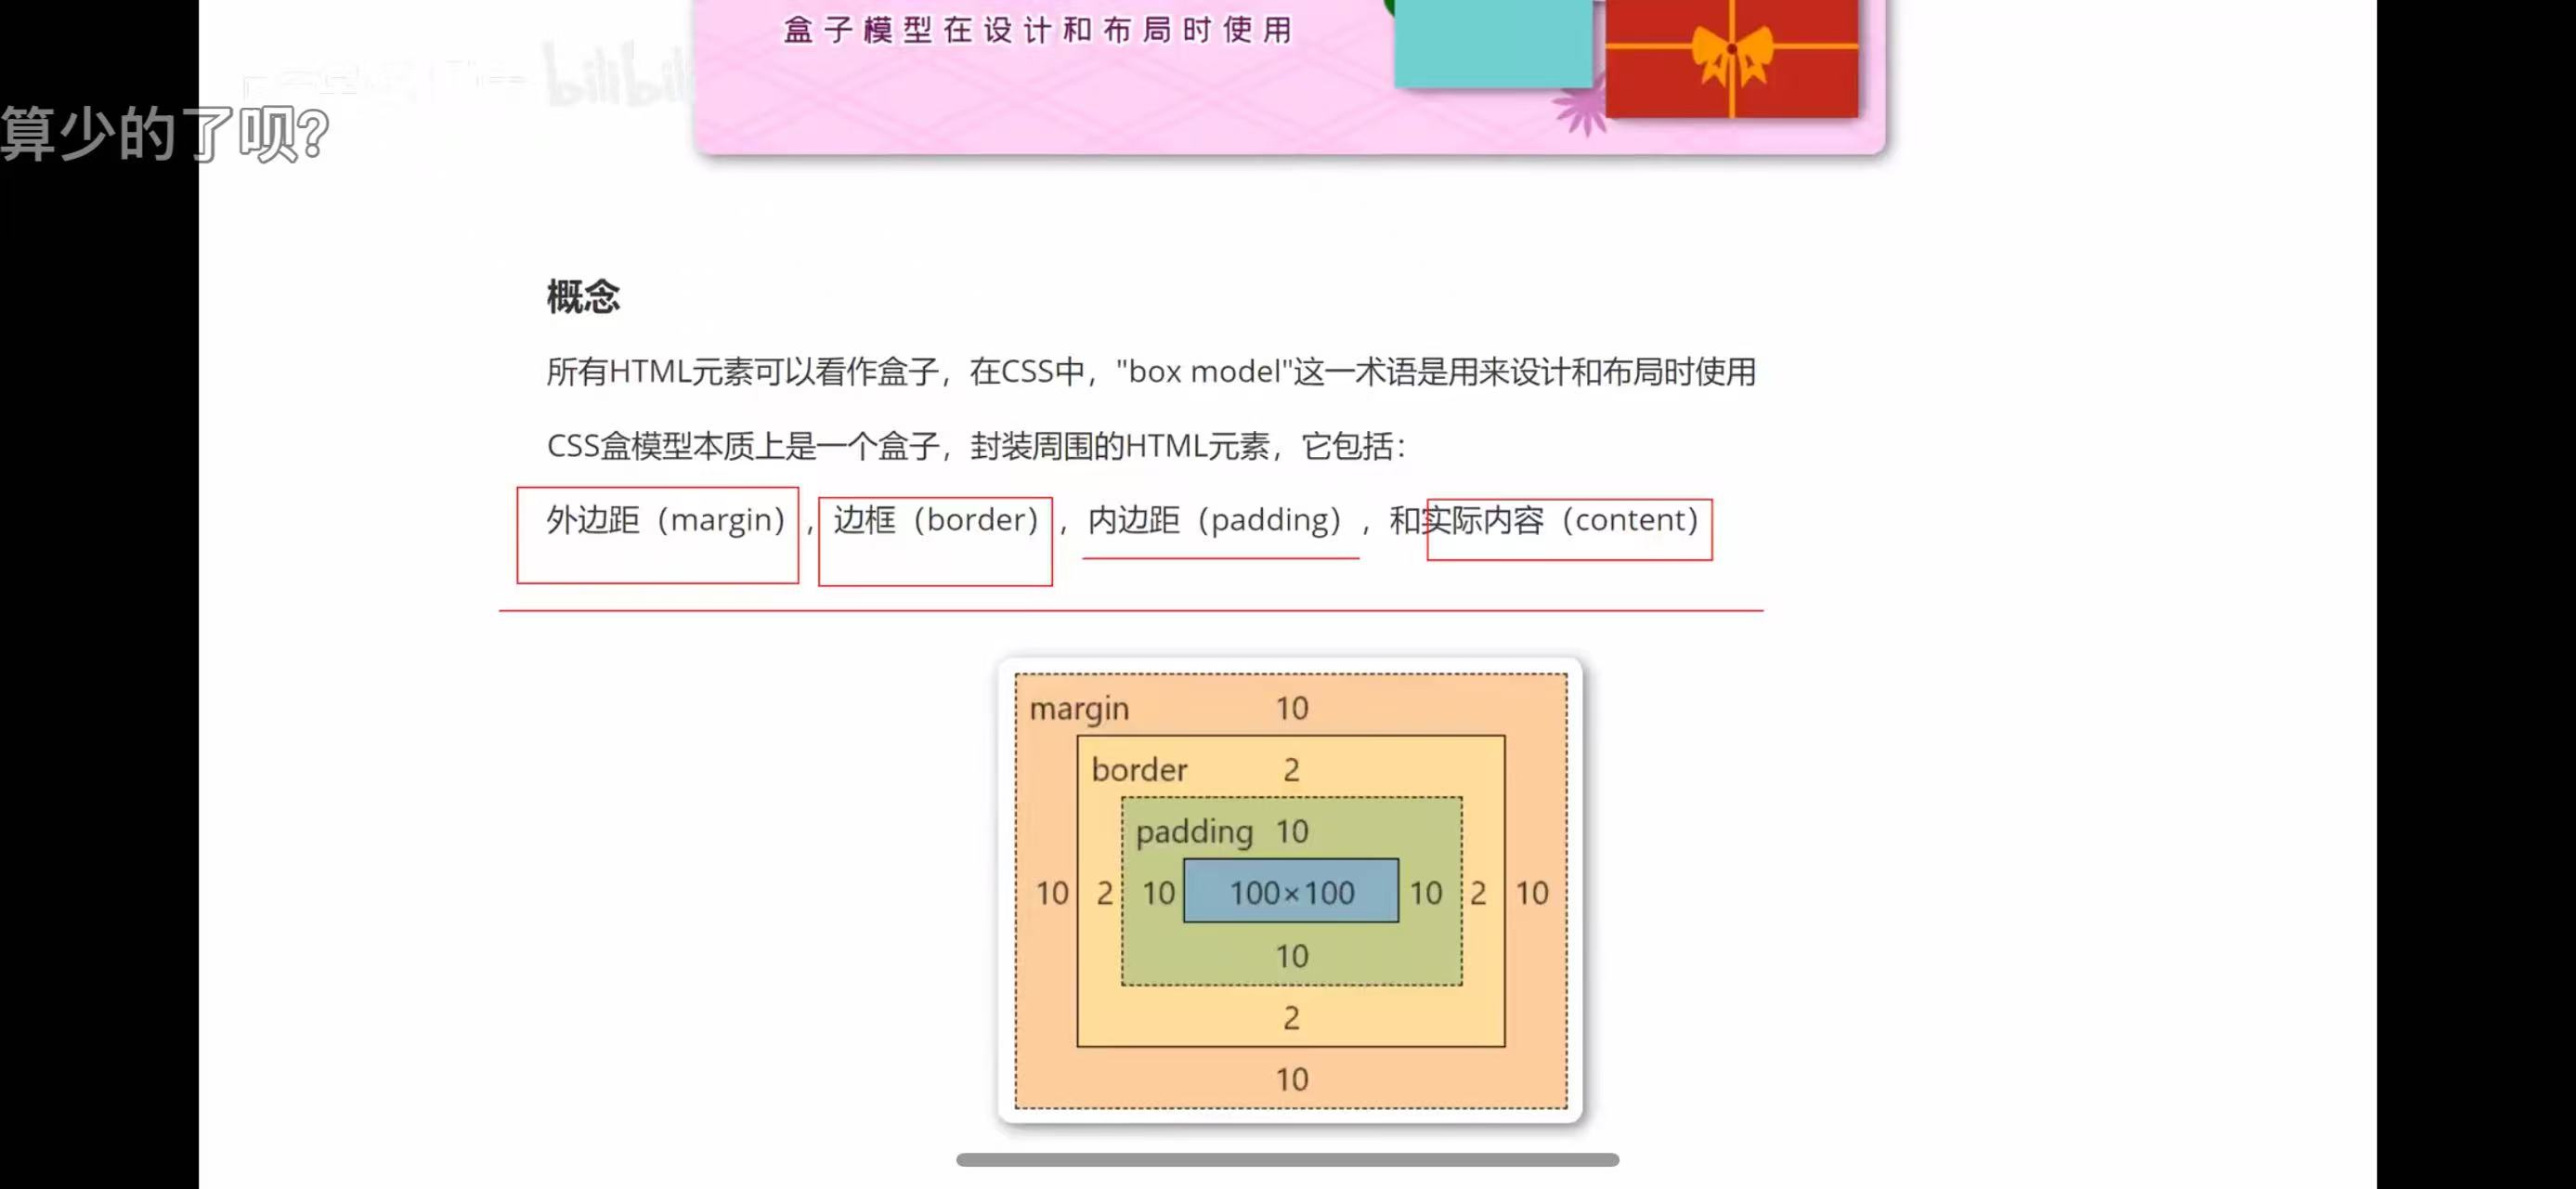 盒子模型在设计和布局时使用
bilibili
算少的了呗?
概念
所有HTML元素可以看作盒子，在CSS中，"box model"这一术语是用来设计和布局时使用
CSS盒模型本质上是一个盒子，封装周围的HTML元素，它包括：
外边距（margin），边框（border），内边距（padding），和实际内容（content）
margin 10
border 2
padding 10
10 2 10 100×100 10 2 10
10
2
10